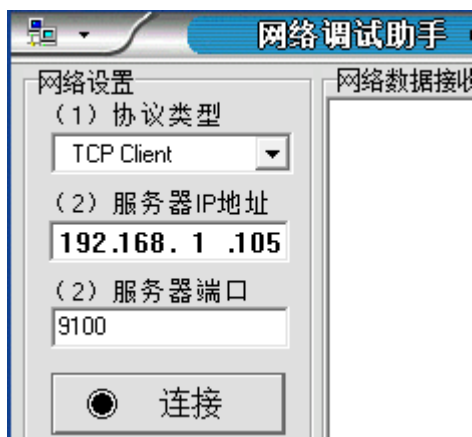 网络调试助手
网络设置
(1) 协议类型
TCP Client
(2) 服务器IP地址
192.168. 1 .105
(2) 服务器端口
9100
连接
网络数据接收